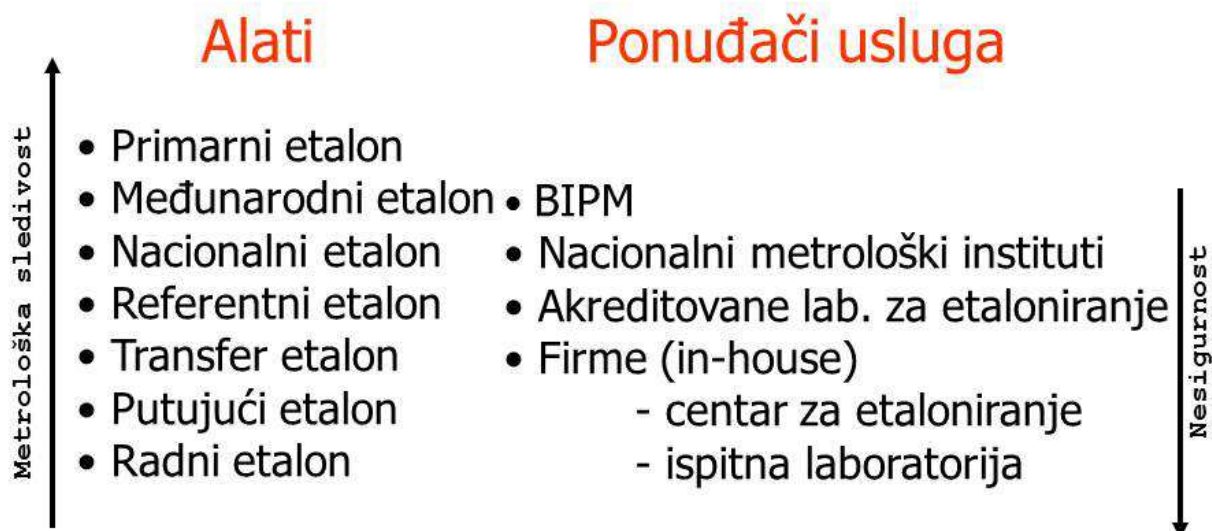 Alati
Ponuđači usluga
Metrološka sledivost
• Primarni etalon
• Međunarodni etalon
• Nacionalni etalon
• Referentni etalon
• Transfer etalon
• Putujući etalon
• Radni etalon
• BIPM
• Nacionalni metrološki instituti
• Akreditovane lab. za etaloniranje
• Firme (in-house)
- centar za etaloniranje
- ispitna laboratorija
Nesigurnost